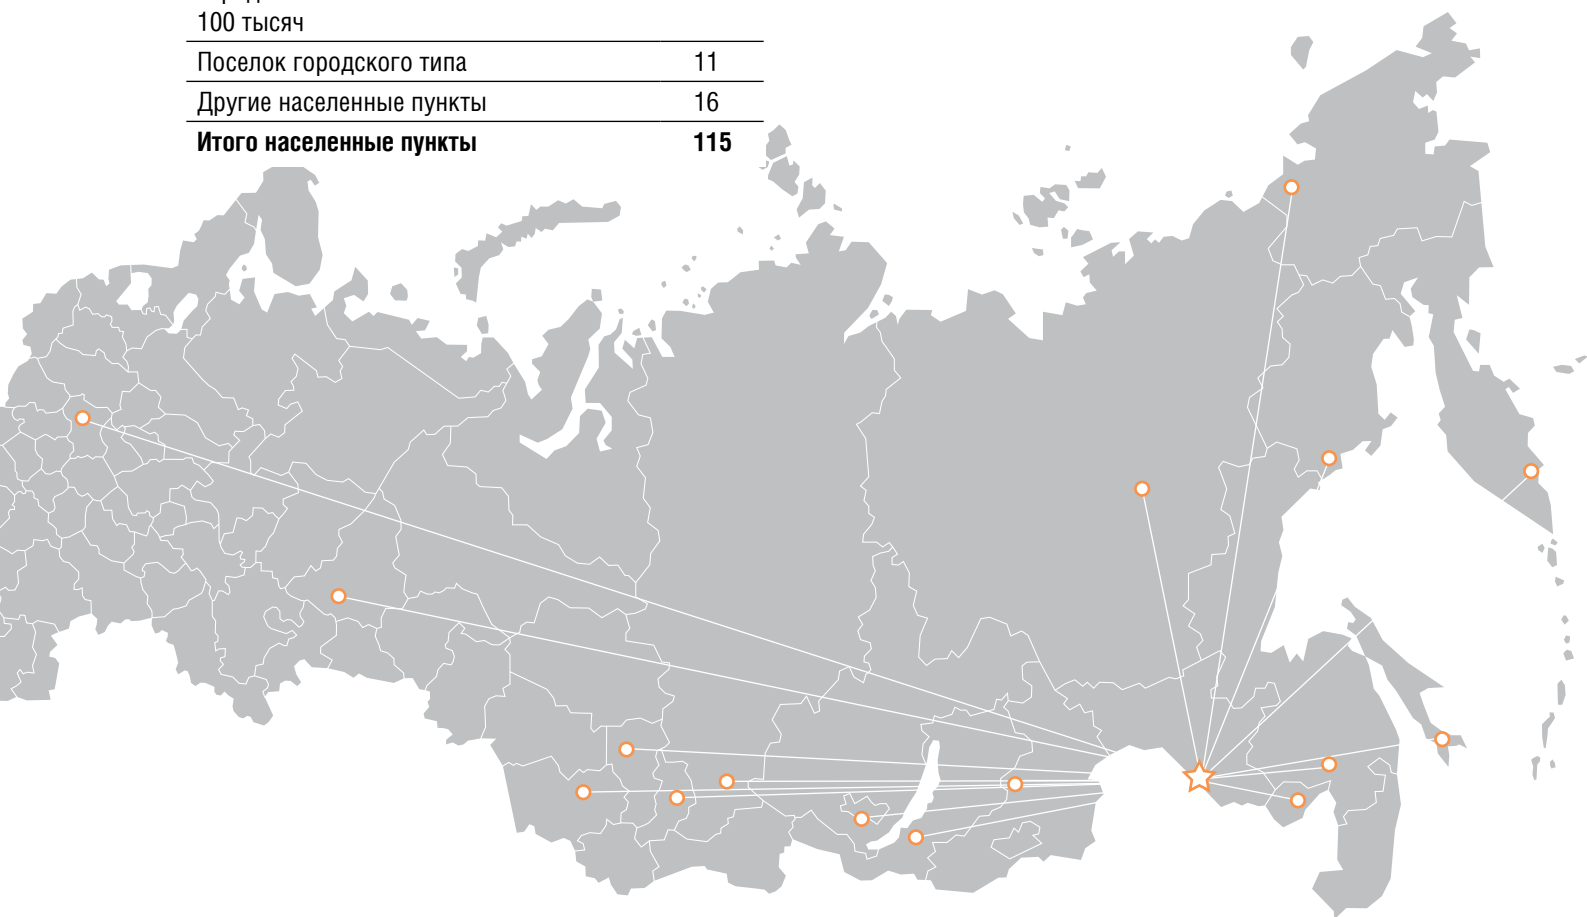 100 тысяч
Поселок городского типа 11
Другие населенные пункты 16
Итого населенные пункты 115